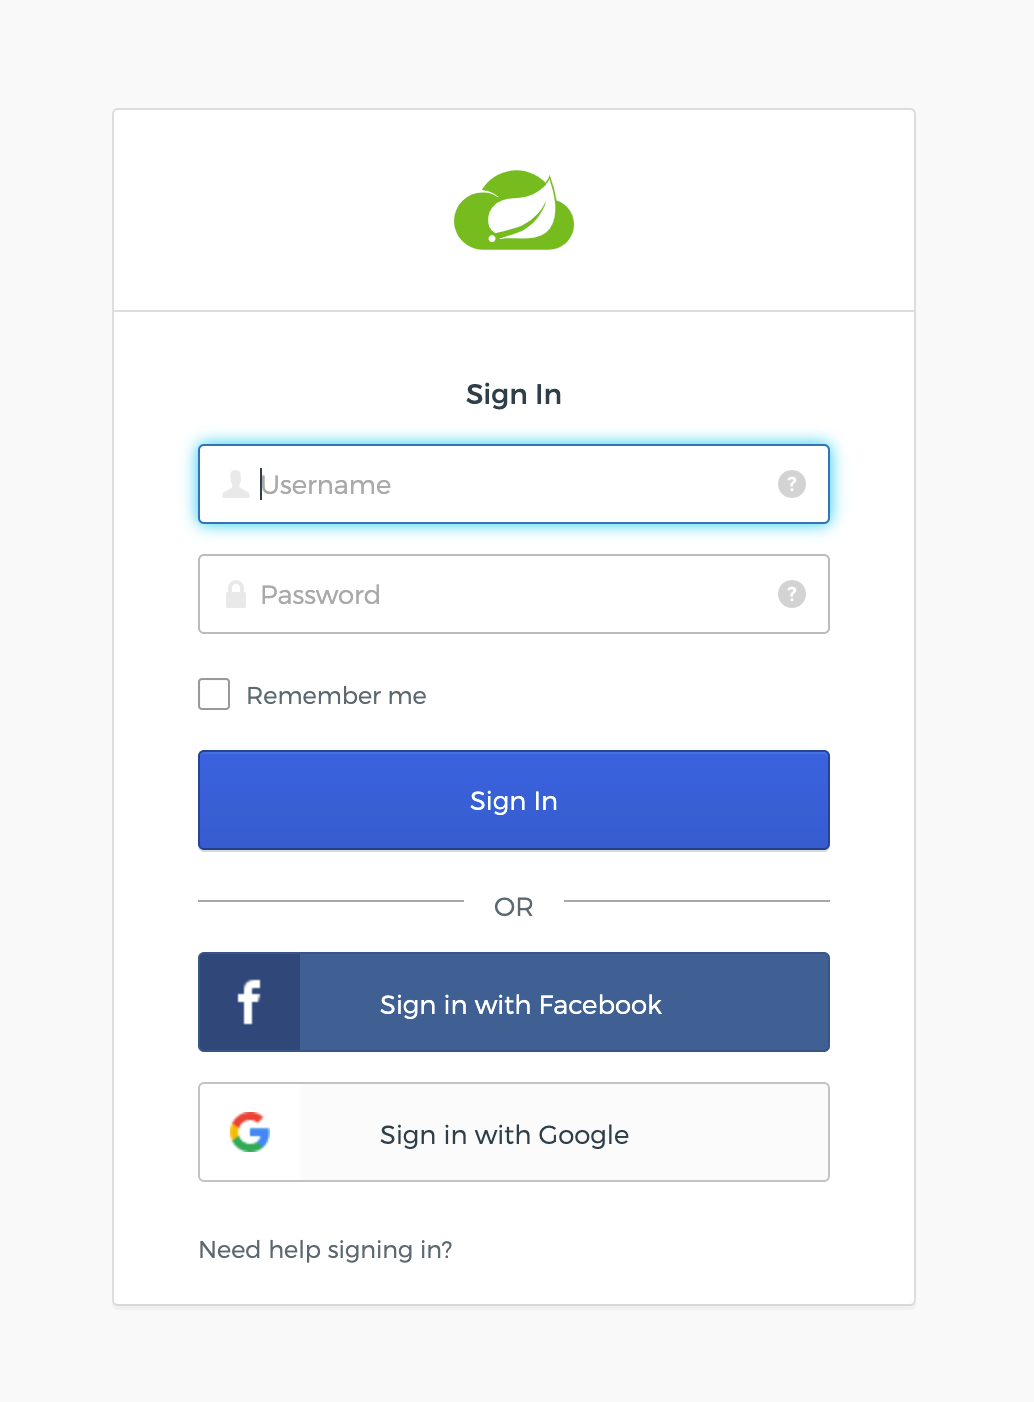 Sign In
Username
?
Password
?
Remember me
Sign In
OR
f
Sign in with Facebook
G
Sign in with Google
Need help signing in?